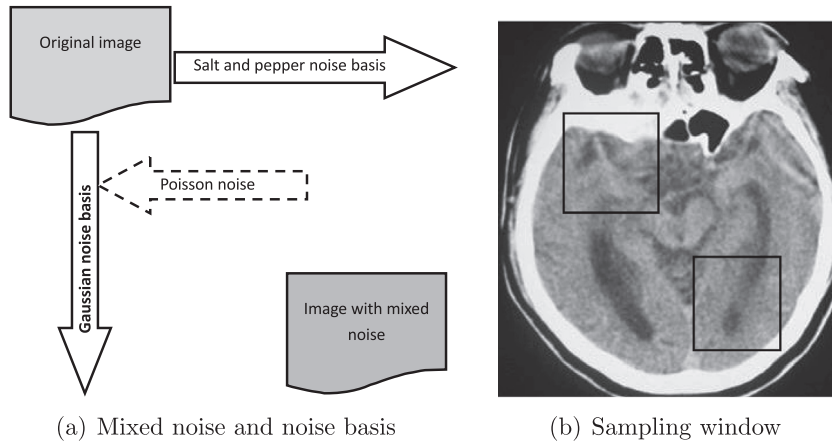 Original image
Salt and pepper noise basis
Poisson noise
Gaussian noise basis
Image with mixed
noise
(a) Mixed noise and noise basis
(b) Sampling window